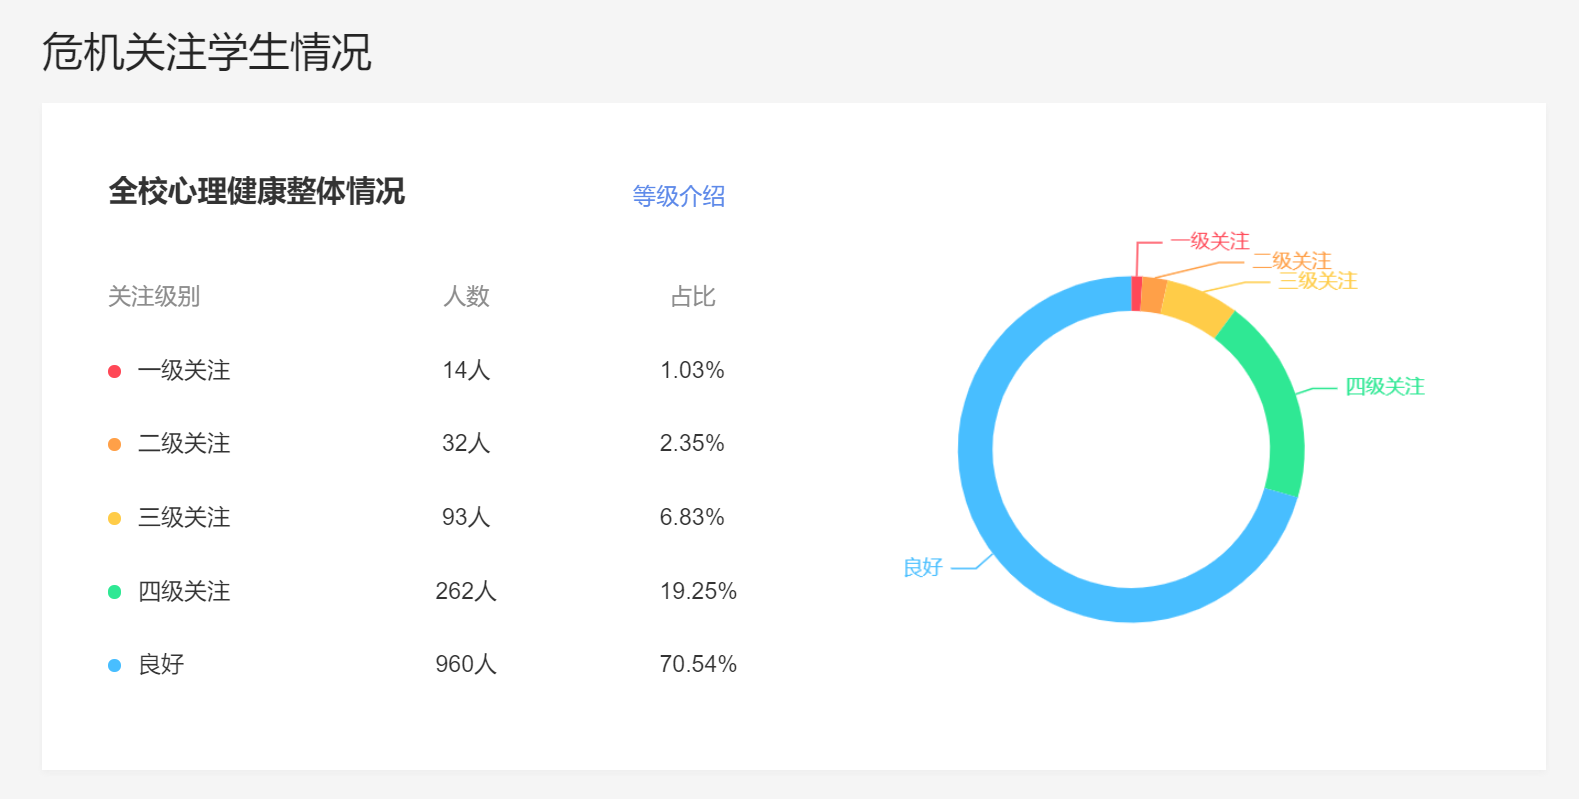 危机关注学生情况
全校心理健康整体情况 等级介绍
关注级别 人数 占比
一级关注 14人 1.03%
二级关注 32人 2.35%
三级关注 93人 6.83%
四级关注 262人 19.25%
良好 960人 70.54%
一级关注
二级关注
三级关注
四级关注
良好